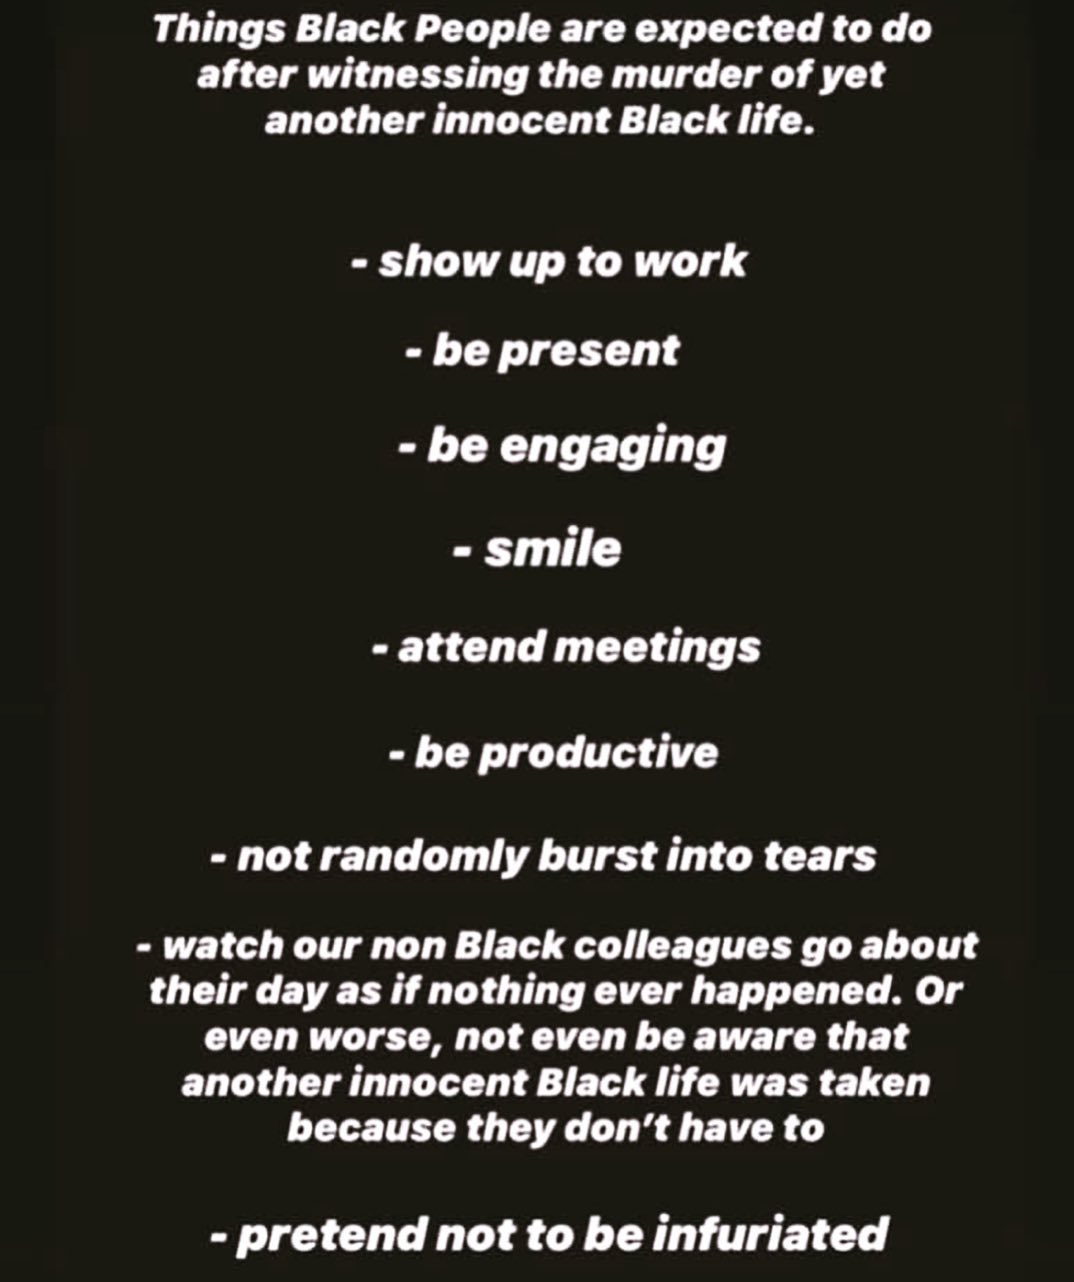 Things Black People are expected to do
after witnessing the murder of yet
another innocent Black life.
- show up to work
- be present
- be engaging
- smile
- attend meetings
- be productive
- not randomly burst into tears
- watch our non Black colleagues go about
their day as if nothing ever happened. Or
even worse, not even be aware that
another innocent Black life was taken
because they don’t have to
- pretend not to be infuriated